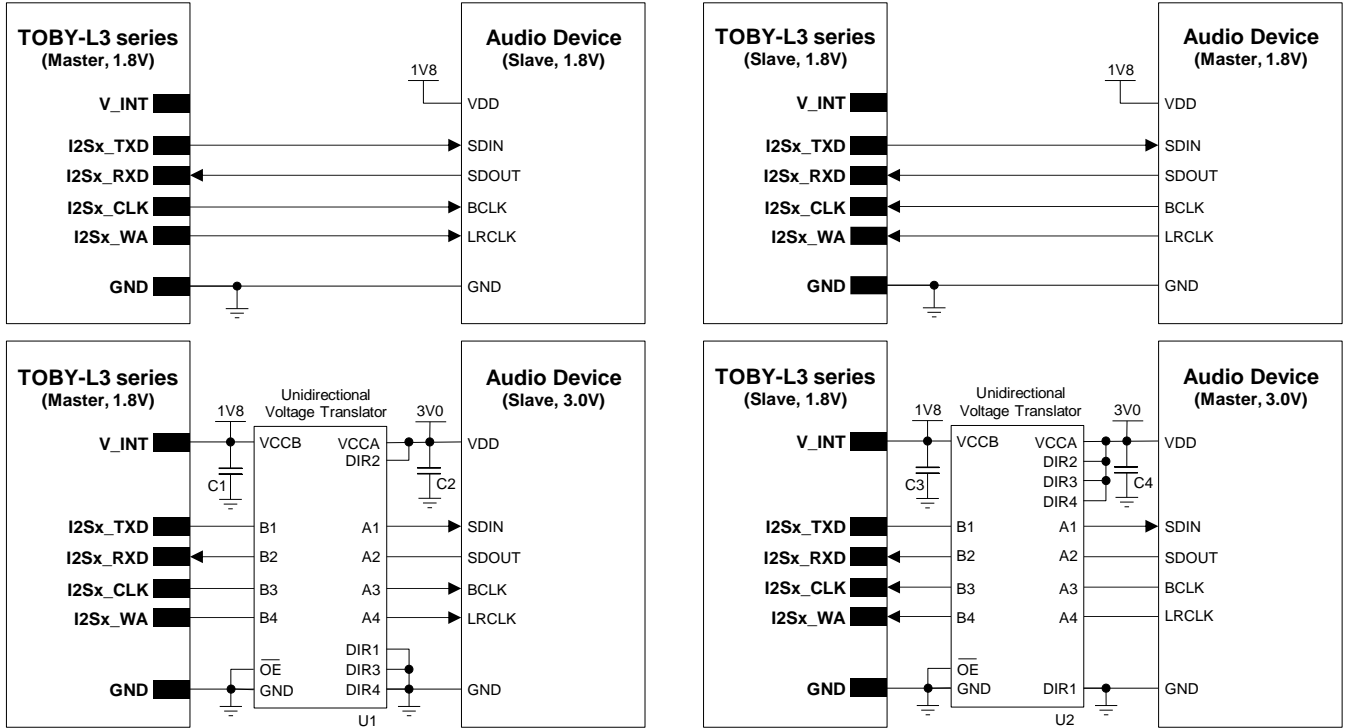 TOBY-L3 series
(Master, 1.8V)
V_INT
I2Sx_TXD
I2Sx_RXD
I2Sx_CLK
I2Sx_WA
GND
1V8
Audio Device
(Slave, 1.8V)
VDD
SDIN
SDOUT
BCLK
LRCLK
GND
TOBY-L3 series
(Slave, 1.8V)
V_INT
I2Sx_TXD
I2Sx_RXD
I2Sx_CLK
I2Sx_WA
GND
1V8
Audio Device
(Master, 1.8V)
VDD
SDIN
SDOUT
BCLK
LRCLK
GND
TOBY-L3 series
(Master, 1.8V)
V_INT
I2Sx_TXD
I2Sx_RXD
I2Sx_CLK
I2Sx_WA
GND
1V8
C1
Unidirectional
Voltage Translator
VCCB
B1
B2
B3
B4
OE
GND
VCCA
DIR2
A1
A2
A3
A4
DIR1
DIR3
DIR4
U1
3V0
C2
Audio Device
(Slave, 3.0V)
VDD
SDIN
SDOUT
BCLK
LRCLK
GND
TOBY-L3 series
(Slave, 1.8V)
V_INT
I2Sx_TXD
I2Sx_RXD
I2Sx_CLK
I2Sx_WA
GND
1V8
C3
Unidirectional
Voltage Translator
VCCB
B1
B2
B3
B4
OE
GND
VCCA
DIR2
DIR3
DIR4
A1
A2
A3
A4
DIR1
U2
3V0
C4
Audio Device
(Master, 3.0V)
VDD
SDIN
SDOUT
BCLK
LRCLK
GND